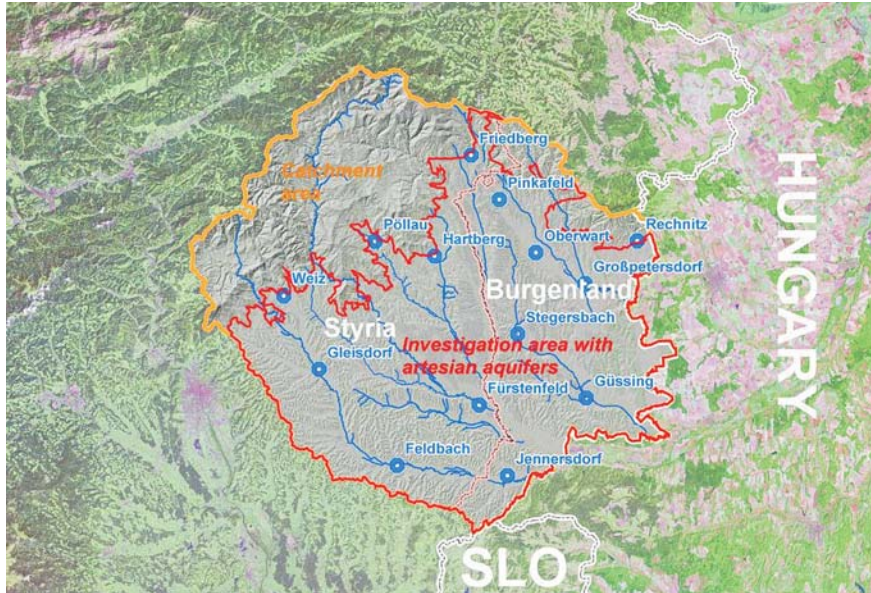 Friedberg
Catchment
area
Pinkafeld
Pöllau
Hartberg
Oberwart
Rechnitz
Großpetersdorf
Weiz
Burgenland
Styria
Stegersbach
Investigation area with
artesian aquifers
Gleisdorf
Fürstenfeld
Güssing
Feldbach
Jennersdorf
HUNGARY
SLO